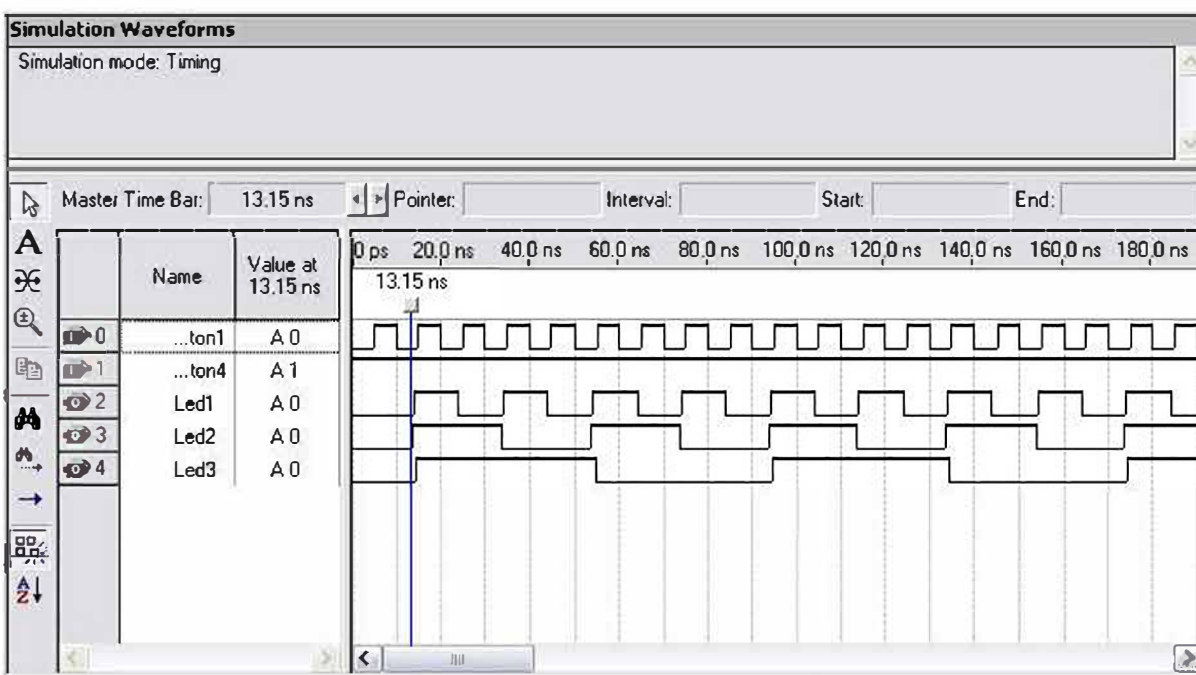 Simulation Waveforms
Simulation mode: Timing
Master Time Bar: 13.15 ns Pointer: Interval: Start: End:
Name Value at 13.15 ns
0 ps 20.0 ns 40.0 ns 60.0 ns 80.0 ns 100.0 ns 120.0 ns 140.0 ns 160.0 ns 180.0 ns
13.15 ns
0 ...ton1 A 0
1 ...ton4 A 1
2 Led1 A 0
3 Led2 A 0
4 Led3 A 0
A
A
Z